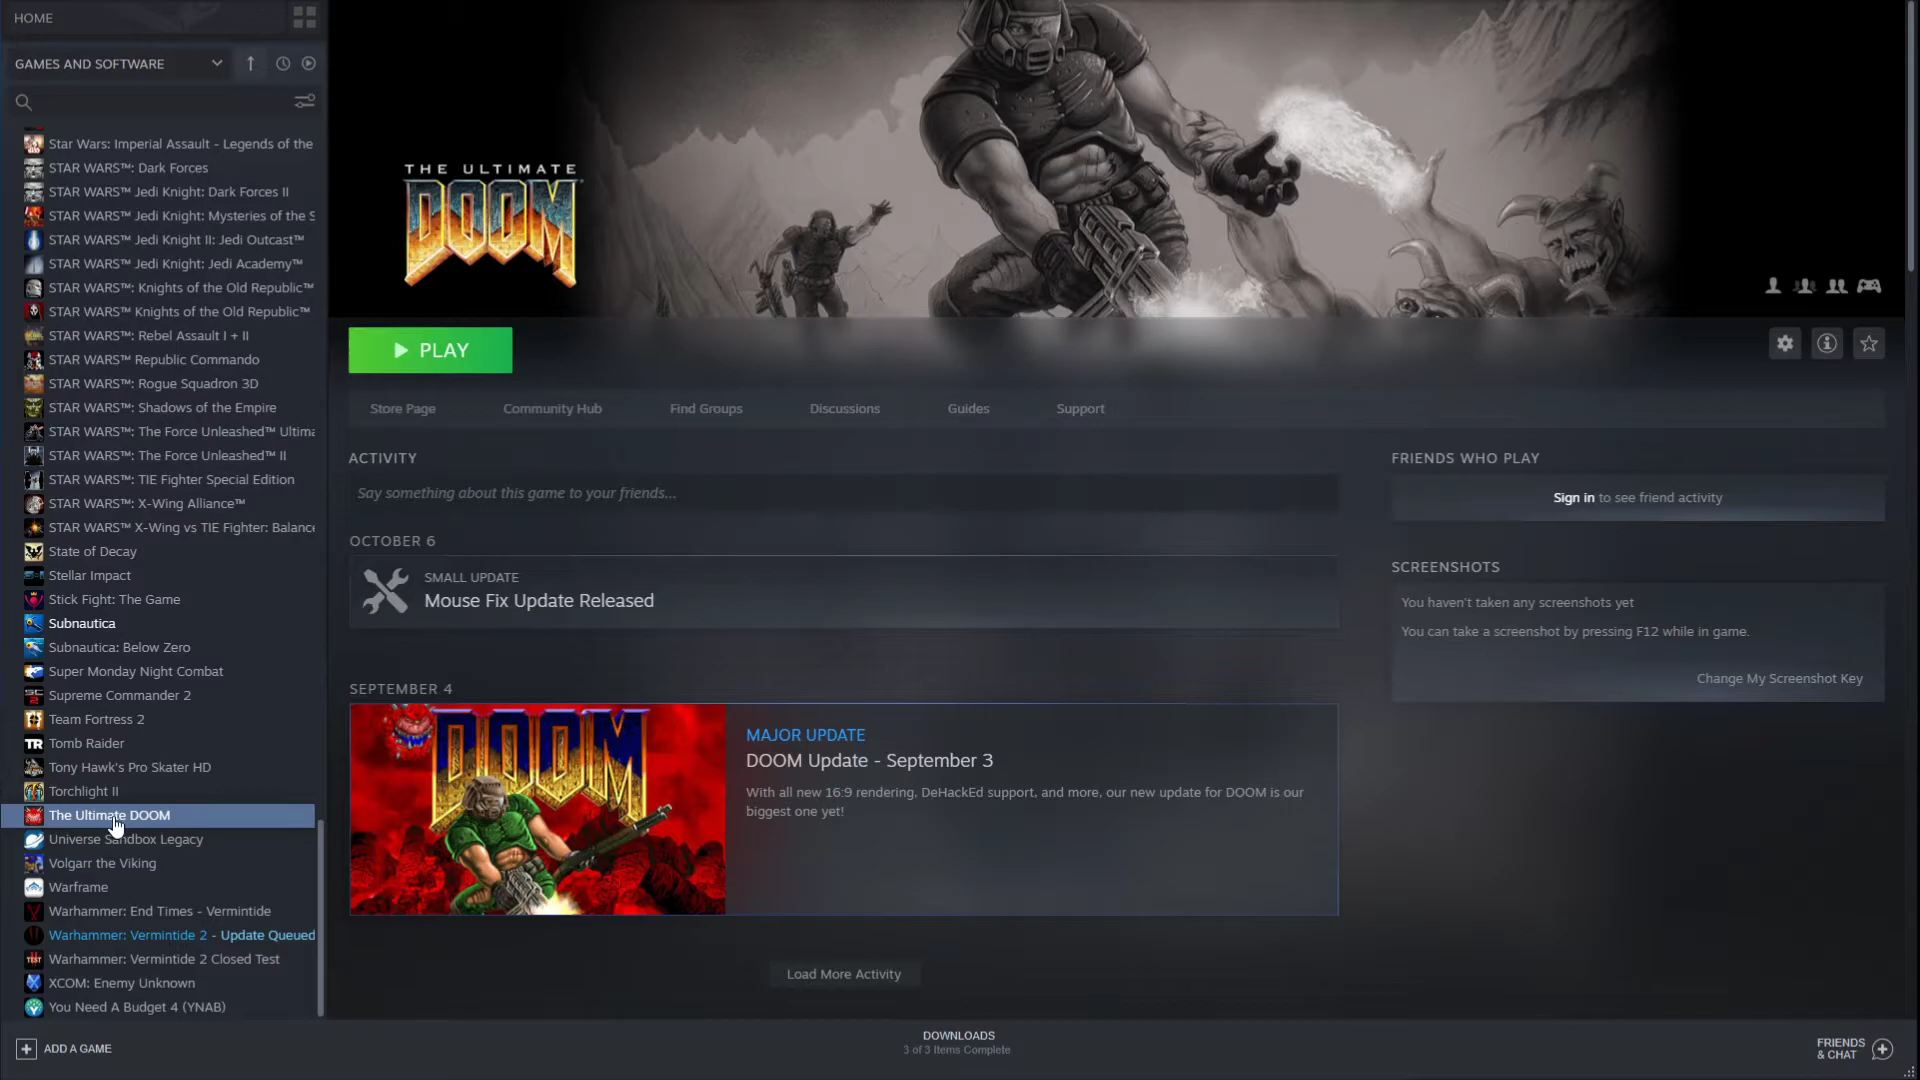 HOME
GAMES AND SOFTWARE
Star Wars: Imperial Assault - Legends of the
STAR WARS™: Dark Forces
STAR WARS™ Jedi Knight: Dark Forces II
STAR WARS™ Jedi Knight: Mysteries of the S
STAR WARS™ Jedi Knight II: Jedi Outcast™
STAR WARS™ Jedi Knight: Jedi Academy™
STAR WARS™: Knights of the Old Republic™
STAR WARS™ Knights of the Old Republic™
STAR WARS™: Rebel Assault I + II
STAR WARS™ Republic Commando
STAR WARS™: Rogue Squadron 3D
STAR WARS™: Shadows of the Empire
STAR WARS™: The Force Unleashed™ Ultima
STAR WARS™: The Force Unleashed™ II
STAR WARS™: TIE Fighter Special Edition
STAR WARS™: X-Wing Alliance™
STAR WARS™ X-Wing vs TIE Fighter: Balance
State of Decay
Stellar Impact
Stick Fight: The Game
Subnautica
Subnautica: Below Zero
Super Monday Night Combat
Supreme Commander 2
Team Fortress 2
TR Tomb Raider
Tony Hawk's Pro Skater HD
Torchlight II
The Ultimate DOOM
Universe Sandbox Legacy
Volgarr the Viking
Warframe
Warhammer: End Times - Vermintide
Warhammer: Vermintide 2 - Update Queued
TEST Warhammer: Vermintide 2 Closed Test
XCOM: Enemy Unknown
You Need A Budget 4 (YNAB)
ADD A GAME
THE ULTIMATE
DOOM
PLAY
Store Page
Community Hub
Find Groups
Discussions
Guides
Support
ACTIVITY
Say something about this game to your friends...
OCTOBER 6
SMALL UPDATE
Mouse Fix Update Released
SEPTEMBER 4
DOOM
MAJOR UPDATE
DOOM Update - September 3
With all new 16:9 rendering, DeHackEd support, and more, our new update for DOOM is our
biggest one yet!
Load More Activity
FRIENDS WHO PLAY
Sign in to see friend activity
SCREENSHOTS
You haven't taken any screenshots yet
You can take a screenshot by pressing F12 while in game.
Change My Screenshot Key
DOWNLOADS
3 of 3 Items Complete
FRIENDS
& CHAT